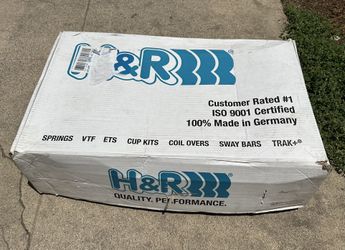 H&R
Customer Rated #1
ISO 9001 Certified
100% Made in Germany
SPRINGS VTF ETS CUP KITS COIL OVERS SWAY BARS TRAK+®
H&R
QUALITY. PERFORMANCE.